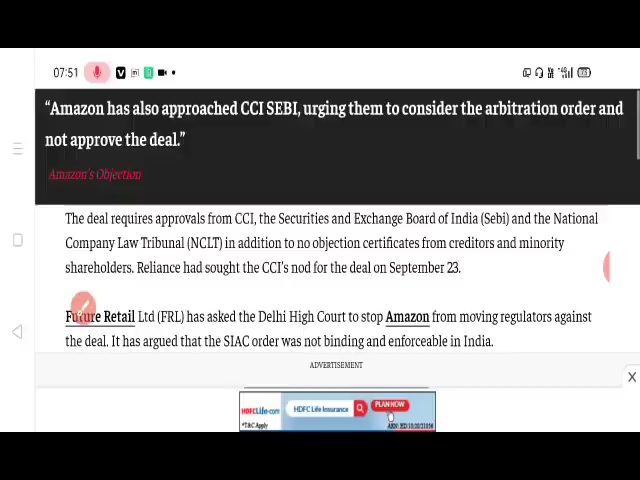 07:51
“Amazon has also approached CCI SEBI, urging them to consider the arbitration order and
not approve the deal.”
Amazon's Objection
The deal requires approvals from CCI, the Securities and Exchange Board of India (Sebi) and the National
Company Law Tribunal (NCLT) in addition to no objection certificates from creditors and minority
shareholders. Reliance had sought the CCI's nod for the deal on September 23.
Future Retail Ltd (FRL) has asked the Delhi High Court to stop Amazon from moving regulators against
the deal. It has argued that the SIAC order was not binding and enforceable in India.
ADVERTISEMENT
HDFCLife.com HDFC Life Insurance PLAN NOW
*T&C Apply